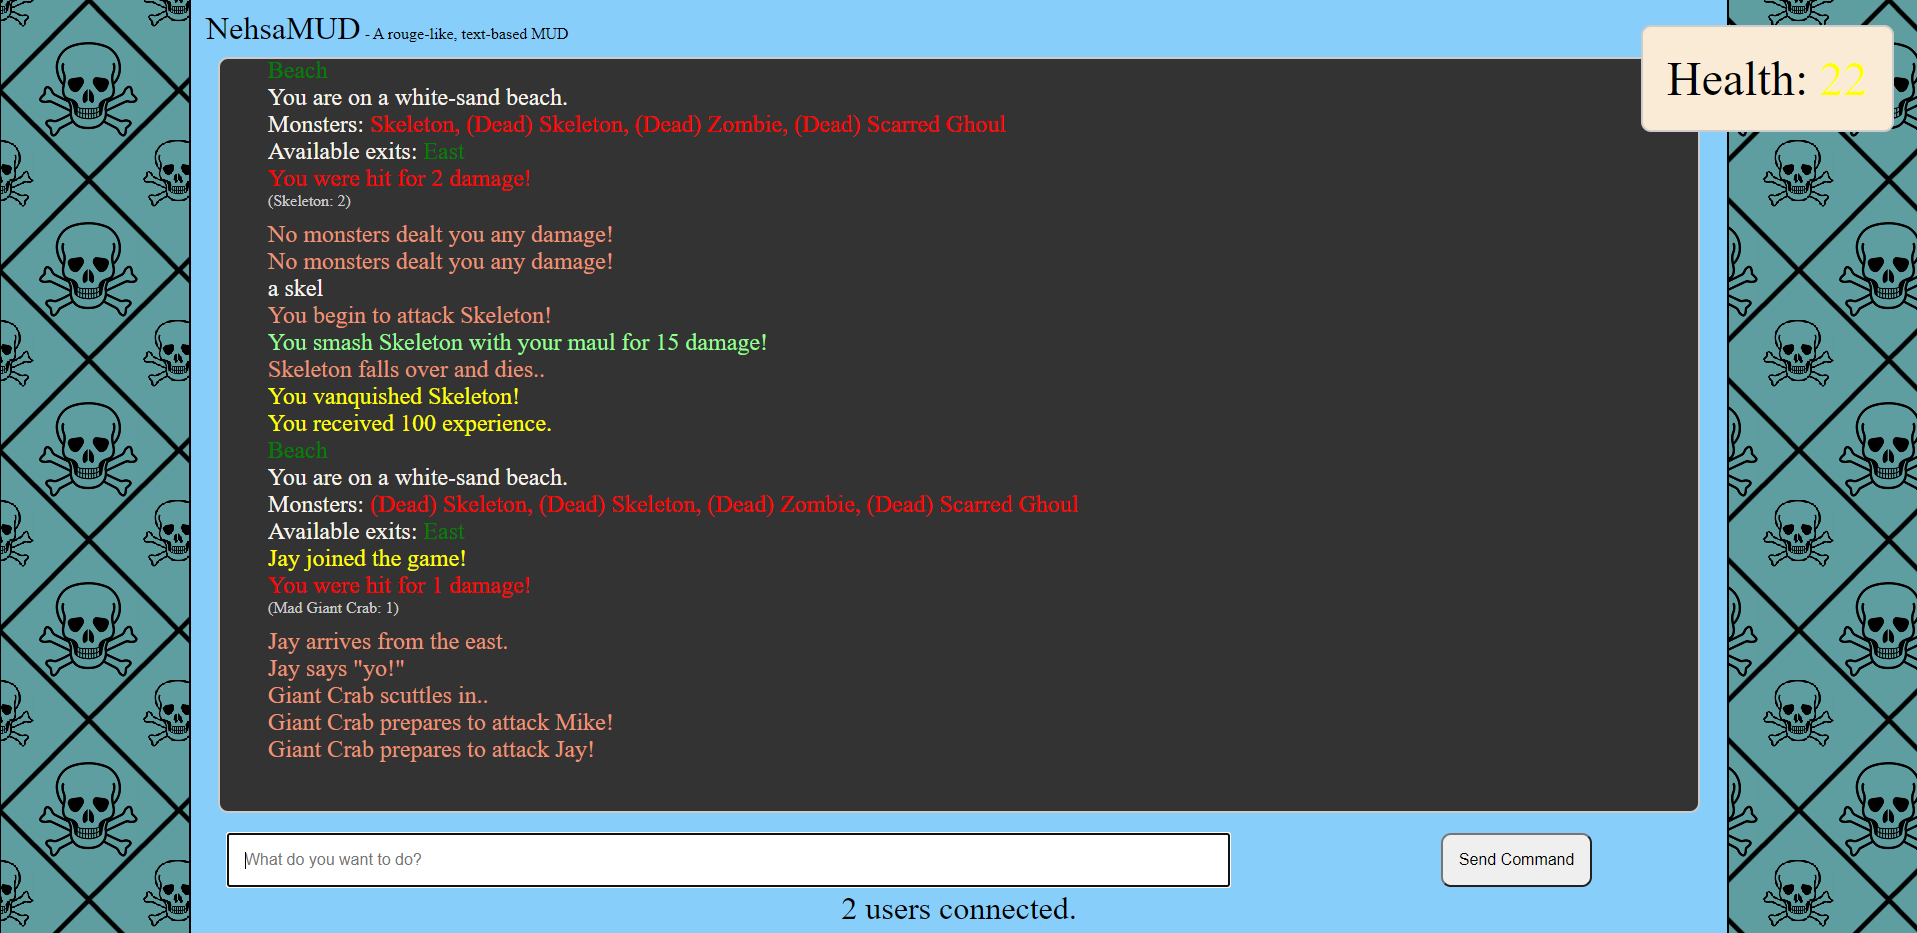 NehsaMUD - A rouge-like, text-based MUD
Health: 22
Beach
You are on a white-sand beach.
Monsters: Skeleton, (Dead) Skeleton, (Dead) Zombie, (Dead) Scarred Ghoul
Available exits: East
You were hit for 2 damage!
(Skeleton: 2)
No monsters dealt you any damage!
No monsters dealt you any damage!
a skel
You begin to attack Skeleton!
You smash Skeleton with your maul for 15 damage!
Skeleton falls over and dies..
You vanquished Skeleton!
You received 100 experience.
Beach
You are on a white-sand beach.
Monsters: (Dead) Skeleton, (Dead) Skeleton, (Dead) Zombie, (Dead) Scarred Ghoul
Available exits: East
Jay joined the game!
You were hit for 1 damage!
(Mad Giant Crab: 1)
Jay arrives from the east.
Jay says "yo!"
Giant Crab scuttles in..
Giant Crab prepares to attack Mike!
Giant Crab prepares to attack Jay!
What do you want to do?
Send Command
2 users connected.